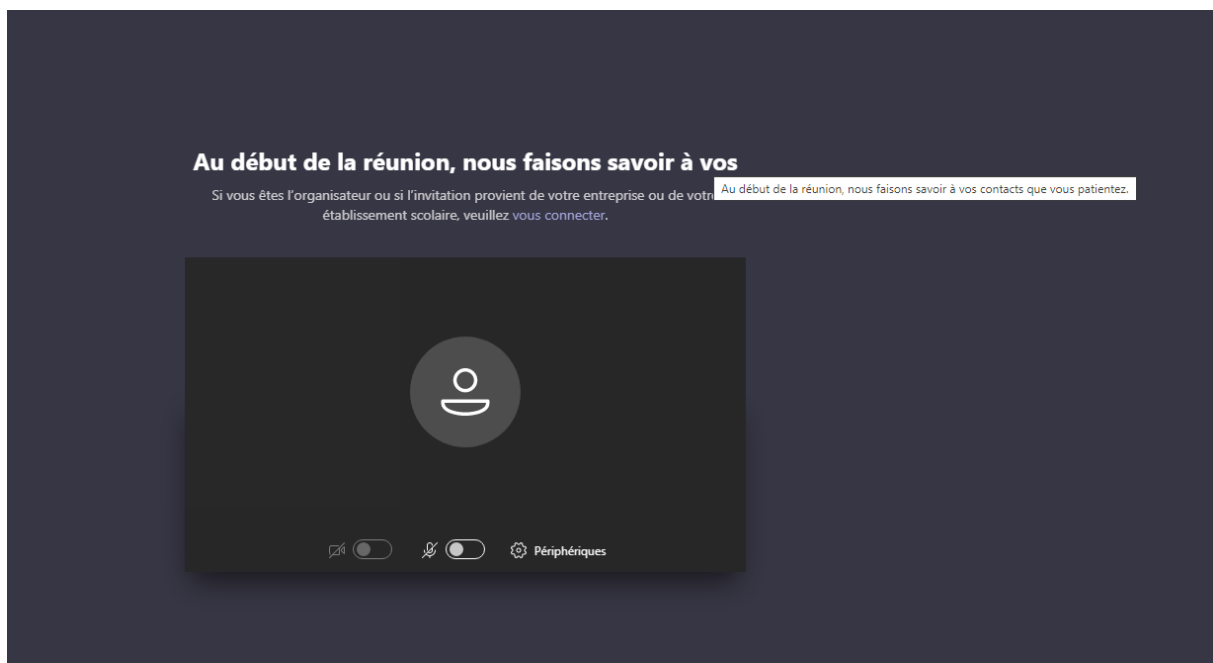 Au début de la réunion, nous faisons savoir à vos
Au début de la réunion, nous faisons savoir à vos contacts que vous patientez.
Si vous êtes l'organisateur ou si l'invitation provient de votre entreprise ou de votre
établissement scolaire, veuillez vous connecter.
Périphériques